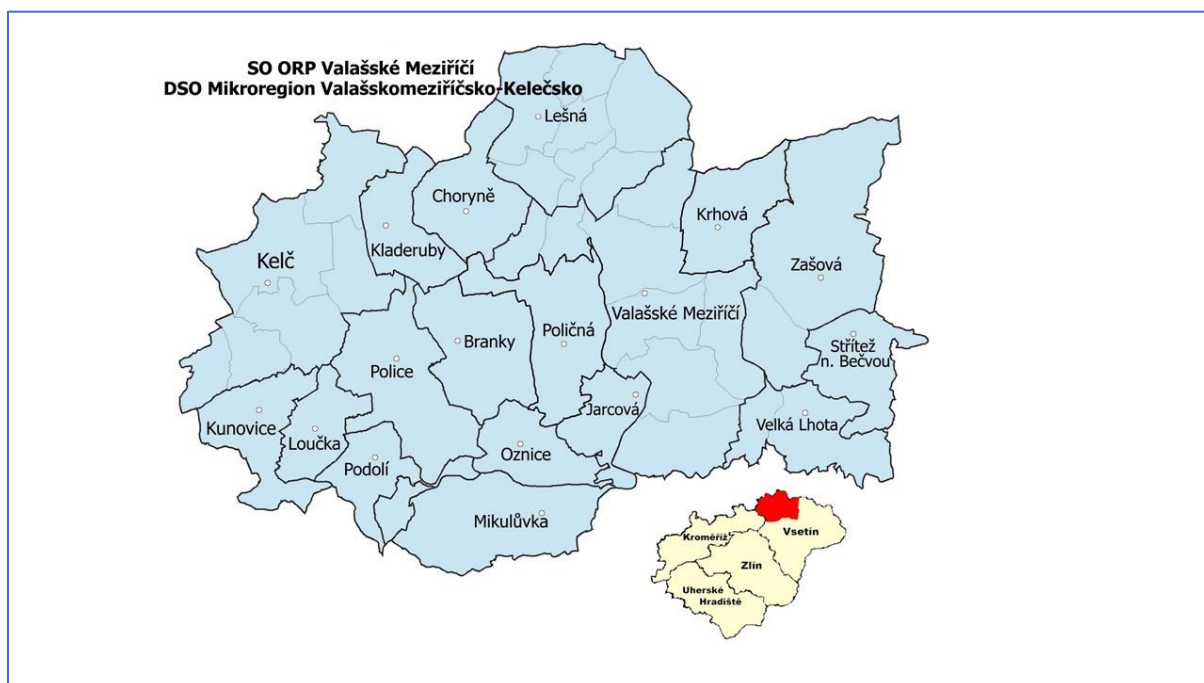 SO ORP Valašské Meziříčí
DSO Mikroregion Valašskomeziříčsko-Kelečsko
Lešná
Choryně
Krhová
Kladeruby
Kelč
Zašová
Valašské Meziříčí
Poličná
Branky
Střítež
n. Bečvou
Police
Jarcová
Velká Lhota
Kunovice
Loučka
Oznice
Podolí
Mikulůvka
Kroměříž
Vsetín
Zlín
Uherské
Hradiště